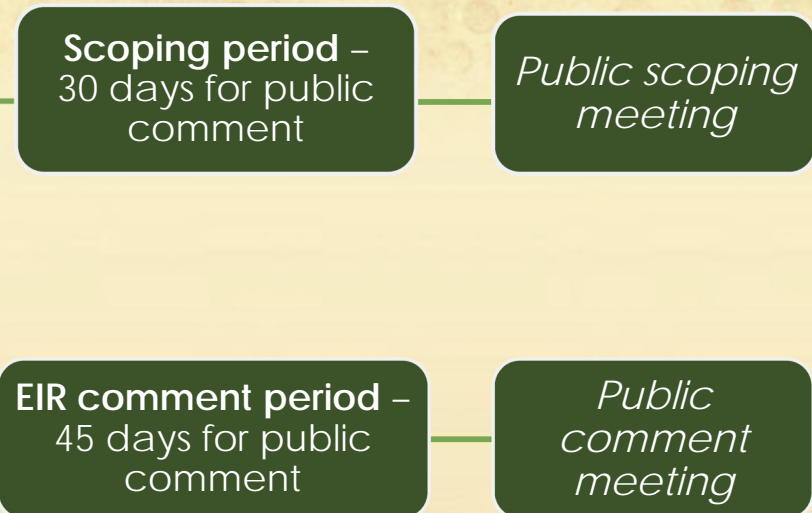 Scoping period –
30 days for public
comment
Public scoping
meeting
EIR comment period –
45 days for public
comment
Public
comment
meeting